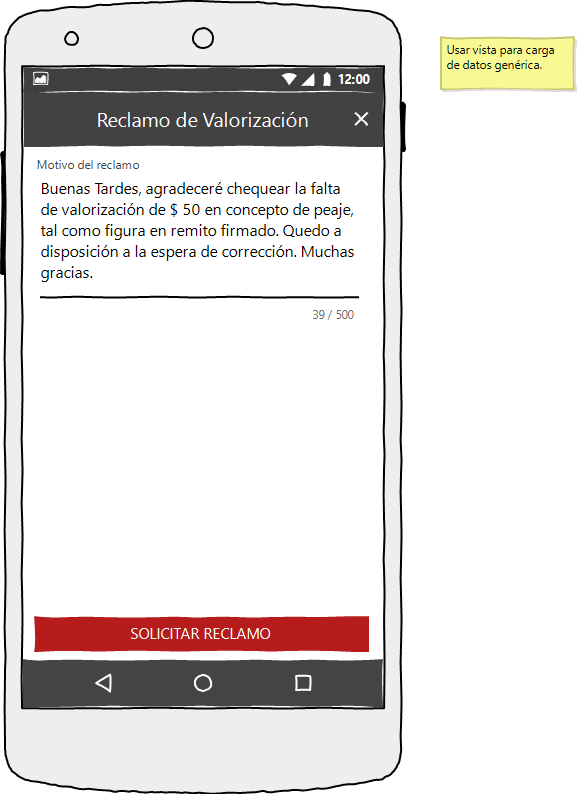 12:00
Reclamo de Valorización
Motivo del reclamo
Buenas Tardes, agradeceré chequear la falta
de valorización de $ 50 en concepto de peaje,
tal como figura en remito firmado. Quedo a
disposición a la espera de corrección. Muchas
gracias.
39 / 500
SOLICITAR RECLAMO
Usar vista para carga
de datos genérica.